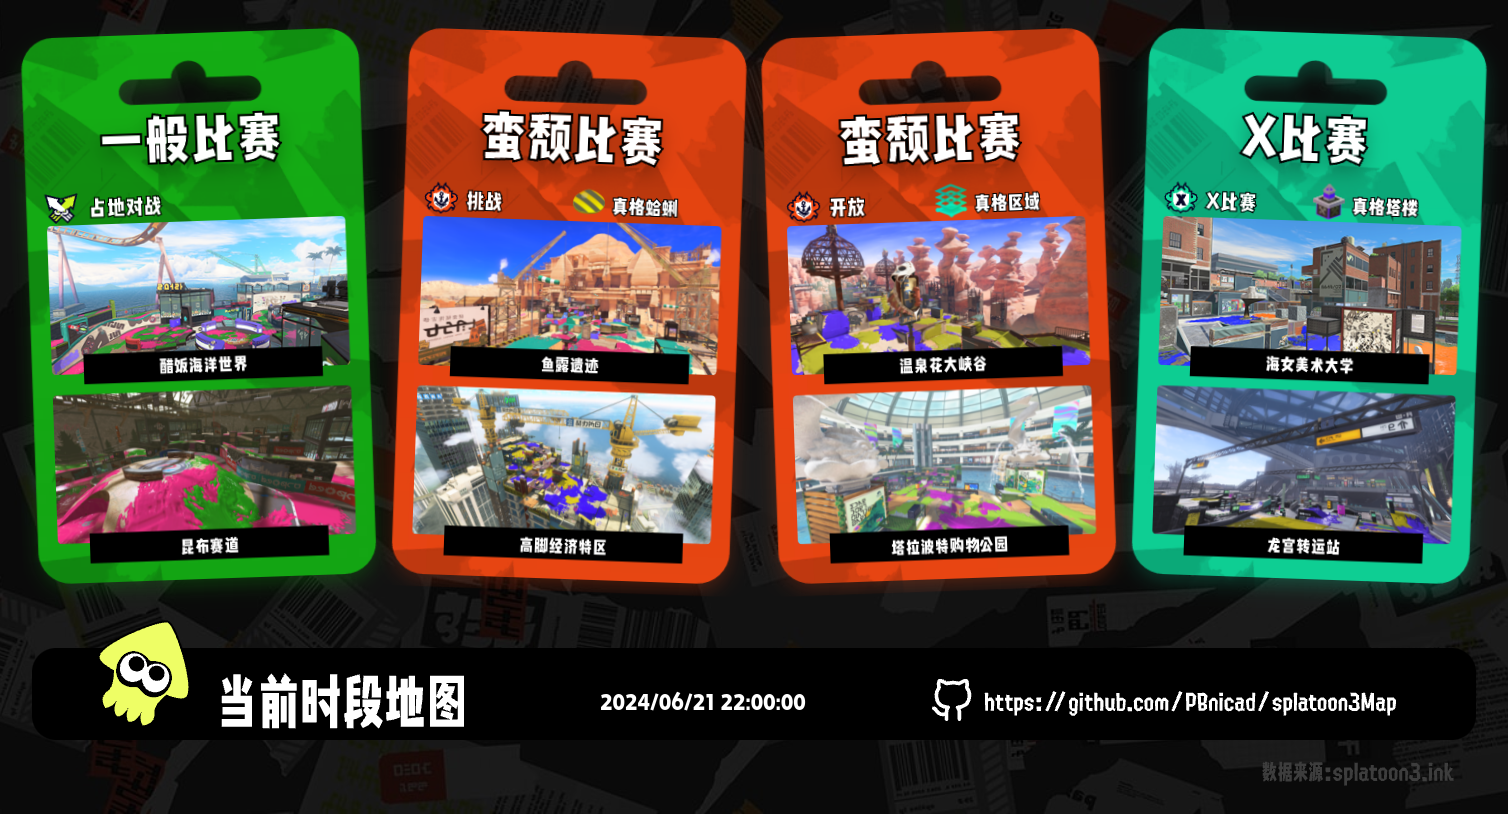 一般比赛
占地对战
醋饭海洋世界
昆布赛道
蛮颓比赛
挑战
真格蛤蜊
鱼露遗迹
高脚经济特区
蛮颓比赛
开放
真格区域
温泉花大峡谷
塔拉波特购物公园
X比赛
X比赛
真格塔楼
海女美术大学
龙宫转运站
当前时段地图
2024/06/21 22:00:00
https://github.com/PBnicad/splatoon3Map
数据来源:splatoon3.ink